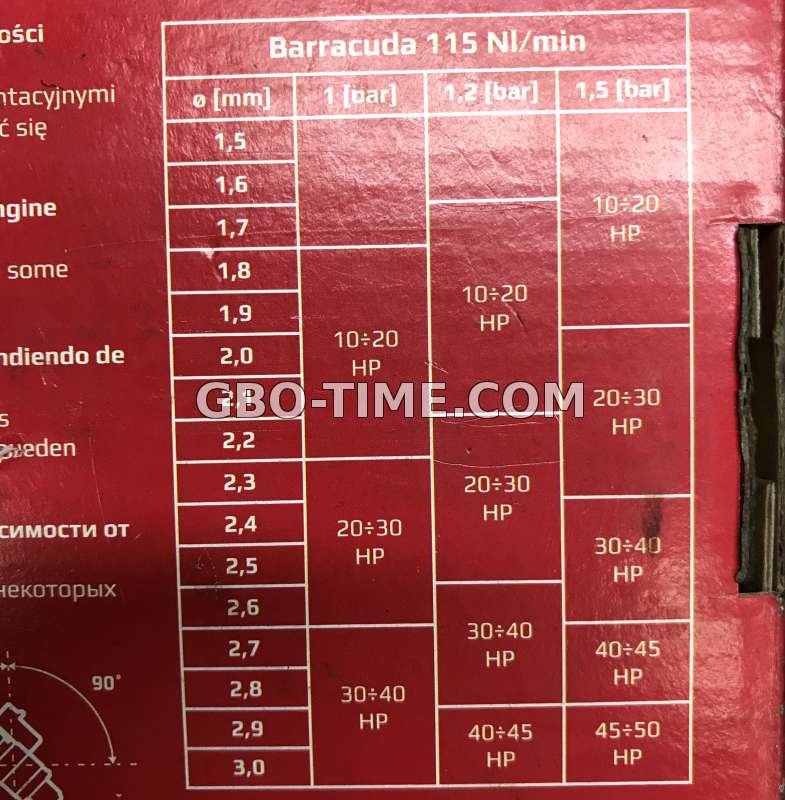 ości
ntacyjnymi
ć się
ngine
some
ndiendo de
s
pueden
симости от
некоторых
90°
Barracuda 115 Nl/min
ø [mm] 1 [bar] 1,2 [bar] 1,5 [bar]
1,5
1,6
1,7
1,8
1,9
2,0
2,1
2,2
2,3
2,4
2,5
2,6
2,7
2,8
2,9
3,0
10÷20
HP
20÷30
HP
30÷40
HP
10÷20
HP
20÷30
HP
30÷40
HP
40÷45
HP
10÷20
HP
20÷30
HP
30÷40
HP
40÷45
HP
45÷50
HP
GBO-TIME.COM